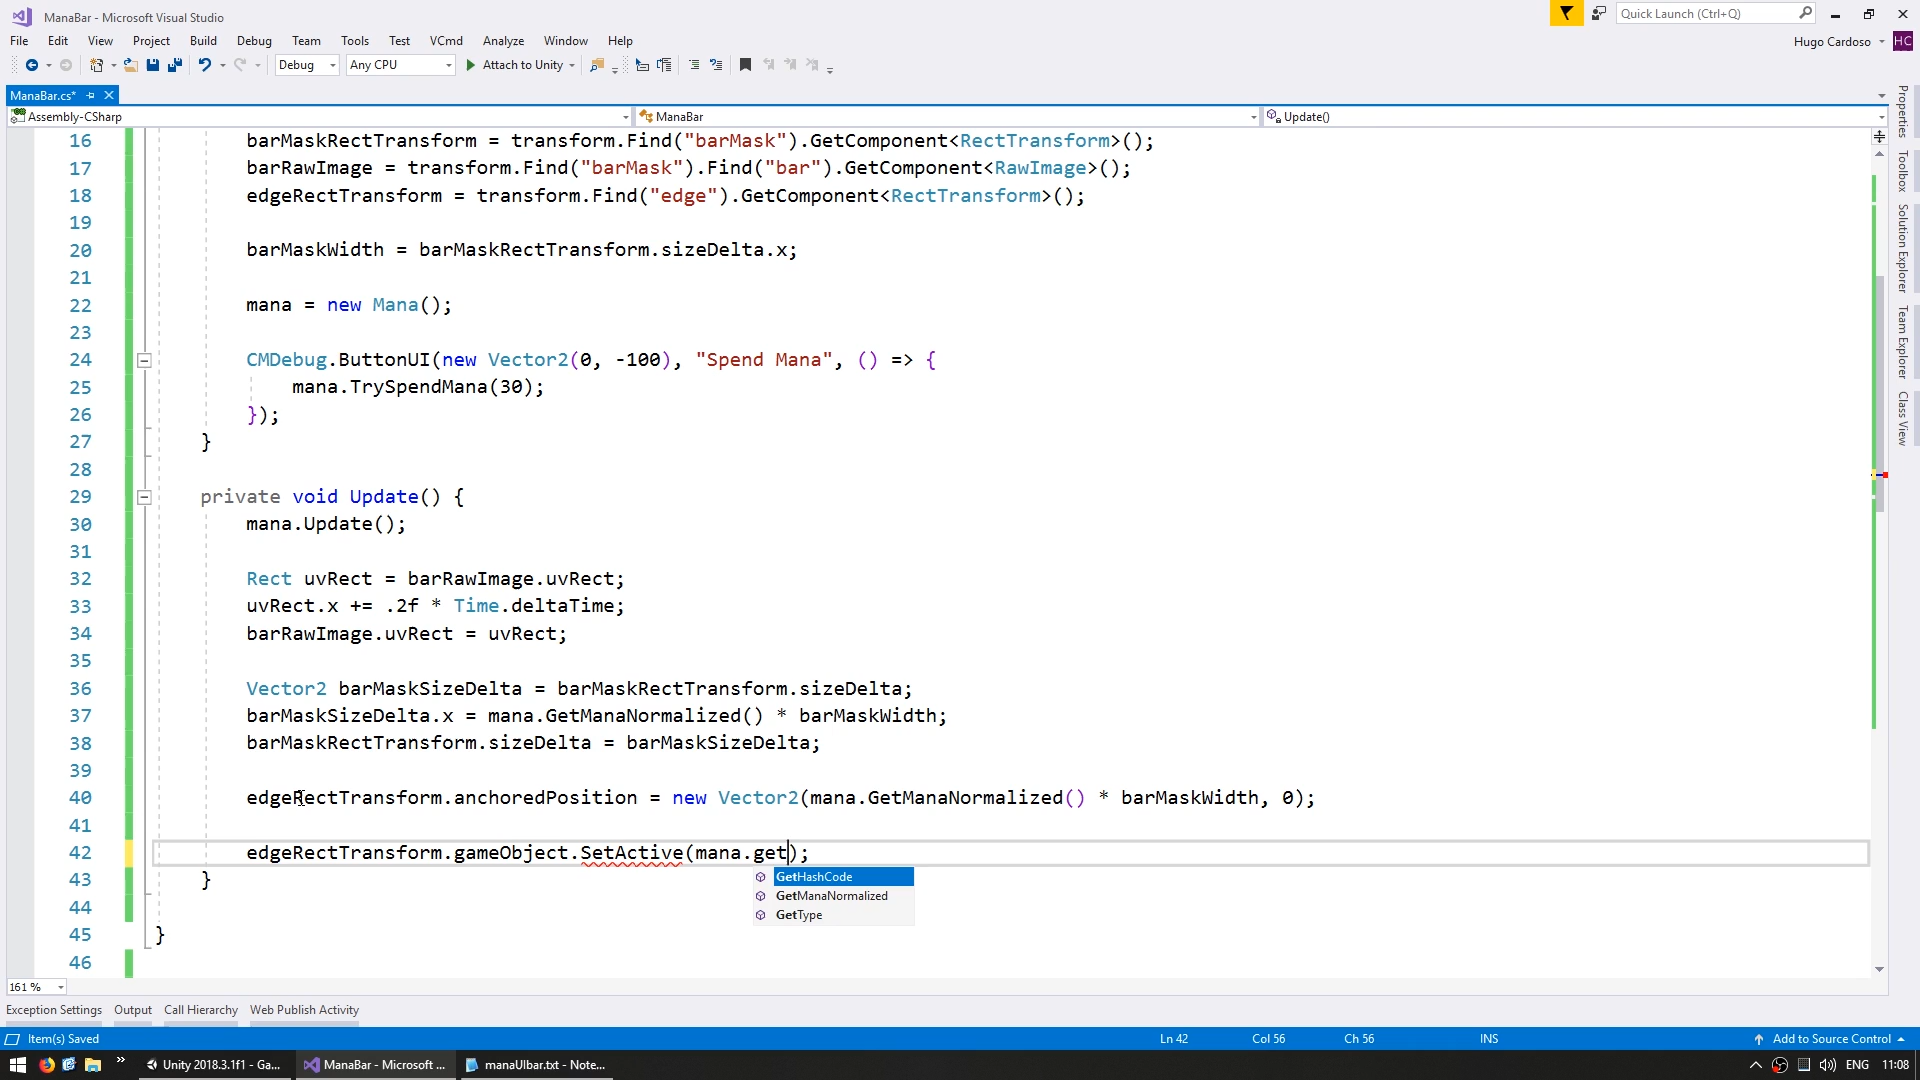 ManaBar - Microsoft Visual Studio
Quick Launch (Ctrl+Q)
File Edit View Project Build Debug Team Tools Test VCmd Analyze Window Help
Hugo Cardoso HC
Debug Any CPU Attach to Unity
ManaBar.cs*
Assembly-CSharp ManaBar Update()
16 barMaskRectTransform = transform.Find("barMask").GetComponent<RectTransform>();
17 barRawImage = transform.Find("barMask").Find("bar").GetComponent<RawImage>();
18 edgeRectTransform = transform.Find("edge").GetComponent<RectTransform>();
19
20 barMaskWidth = barMaskRectTransform.sizeDelta.x;
21
22 mana = new Mana();
23
24 CMDebug.ButtonUI(new Vector2(0, -100), "Spend Mana", () => {
25 mana.TrySpendMana(30);
26 });
27 }
28
29 private void Update() {
30 mana.Update();
31
32 Rect uvRect = barRawImage.uvRect;
33 uvRect.x += .2f * Time.deltaTime;
34 barRawImage.uvRect = uvRect;
35
36 Vector2 barMaskSizeDelta = barMaskRectTransform.sizeDelta;
37 barMaskSizeDelta.x = mana.GetManaNormalized() * barMaskWidth;
38 barMaskRectTransform.sizeDelta = barMaskSizeDelta;
39
40 edgeRectTransform.anchoredPosition = new Vector2(mana.GetManaNormalized() * barMaskWidth, 0);
41
42 edgeRectTransform.gameObject.SetActive(mana.get);
43 }
44
45 }
46
GetHashCode
GetManaNormalized
GetType
Properties
Toolbox
Solution Explorer
Team Explorer
Class View
161 %
Exception Settings Output Call Hierarchy Web Publish Activity
Item(s) Saved Ln 42 Col 56 Ch 56 INS Add to Source Control
Unity 2018.3.1f1 - Ga... ManaBar - Microsoft ... manaUIbar.txt - Note... ENG 11:08